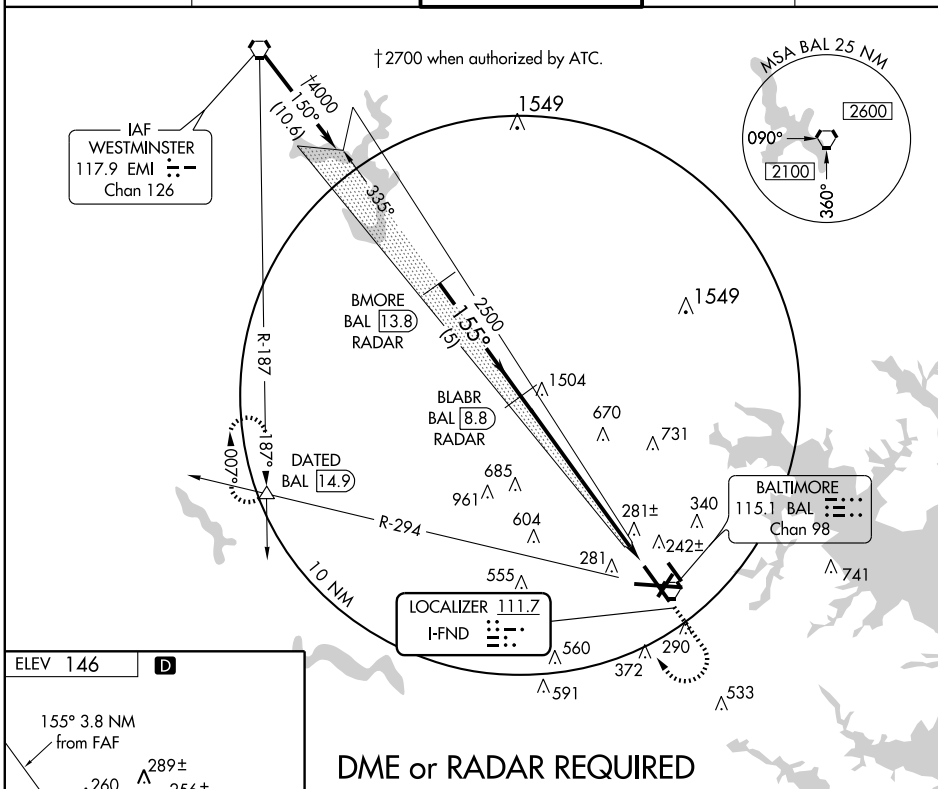 †2700 when authorized by ATC.
MSA BAL 25 NM
2600
090°
2100
360°
IAF
WESTMINSTER
117.9 EMI
Chan 126
†4000
150°
(10.6)
335°
1549
1549
BMORE
BAL 13.8
RADAR
2500
155°
(5)
R-187
BLABR
BAL 8.8
RADAR
1504
670
731
187°
007°
DATED
BAL 14.9
R-294
685
961
604
555
281±
281
242±
340
BALTIMORE
115.1 BAL
Chan 98
741
10 NM
LOCALIZER 111.7
I-FND
560
591
372
290
533
ELEV 146 D
155° 3.8 NM
from FAF
289±
260
256±
DME or RADAR REQUIRED